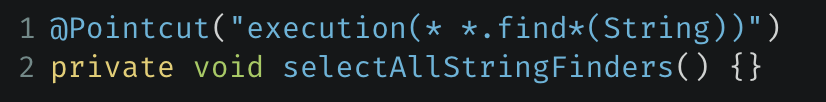 1 @Pointcut("execution(* *.find*(String))")
2 private void selectAllStringFinders() {}